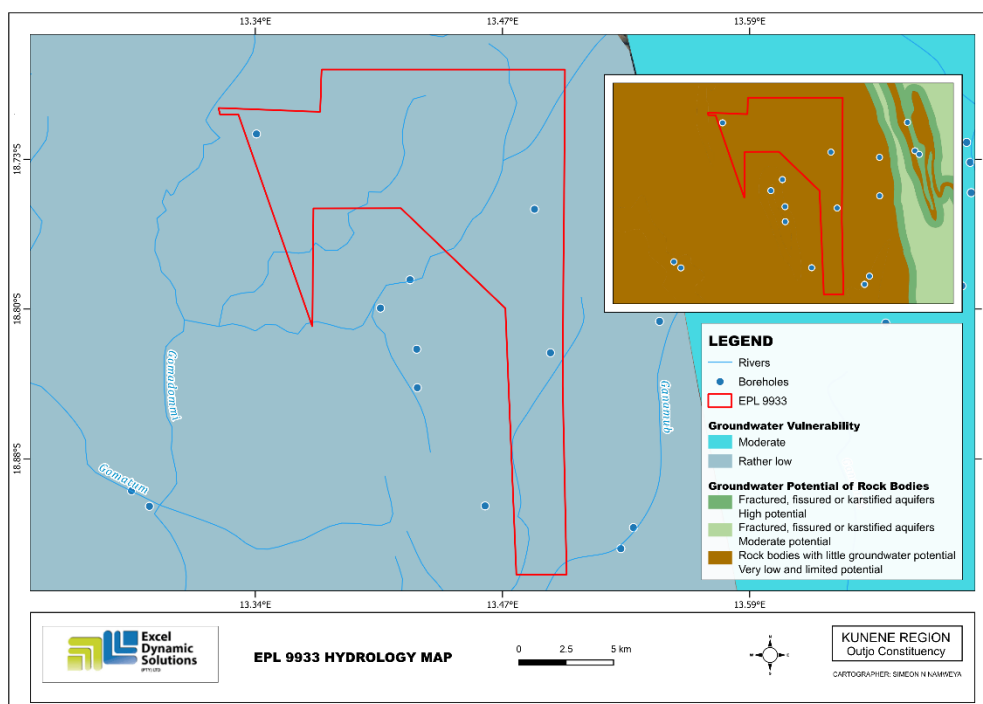 13.34°E
13.47°E
13.59°E
18.73°S
18.80°S
18.88°S
Gomadommi
Gomatum
Ganamub
LEGEND
Rivers
Boreholes
EPL 9933
Groundwater Vulnerability
Moderate
Rather low
Groundwater Potential of Rock Bodies
Fractured, fissured or karstified aquifers
High potential
Fractured, fissured or karstified aquifers
Moderate potential
Rock bodies with little groundwater potential
Very low and limited potential
13.34°E
13.47°E
13.59°E
Excel
Dynamic
Solutions
(PTY) LTD
EPL 9933 HYDROLOGY MAP
0 2.5 5 km
N
W E
S
KUNENE REGION
Outjo Constituency
CARTOGRAPHER: SIMEON N NAMWEYA